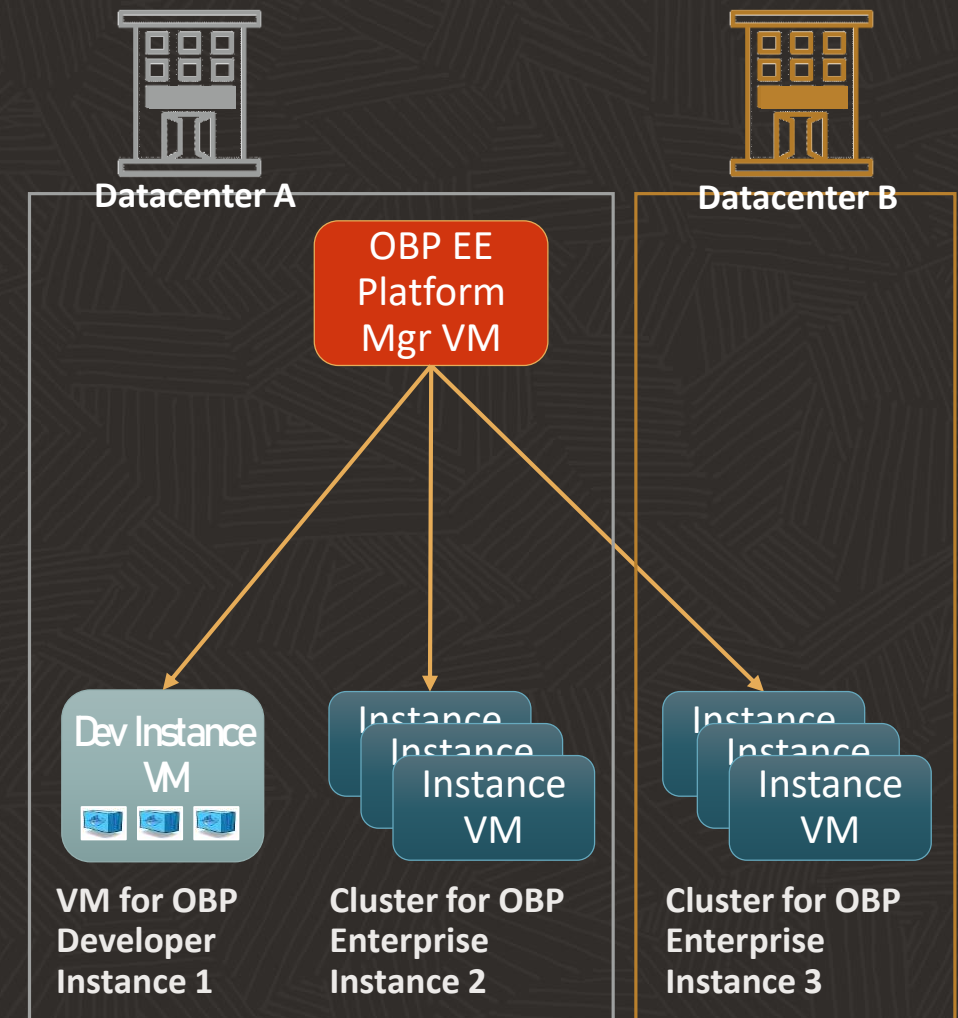 Datacenter A
Datacenter B
OBP EE
Platform
Mgr VM
Dev Instance
VM
Instance
Instance
Instance
VM
Instance
Instance
Instance
VM
VM for OBP
Developer
Instance 1
Cluster for OBP
Enterprise
Instance 2
Cluster for OBP
Enterprise
Instance 3